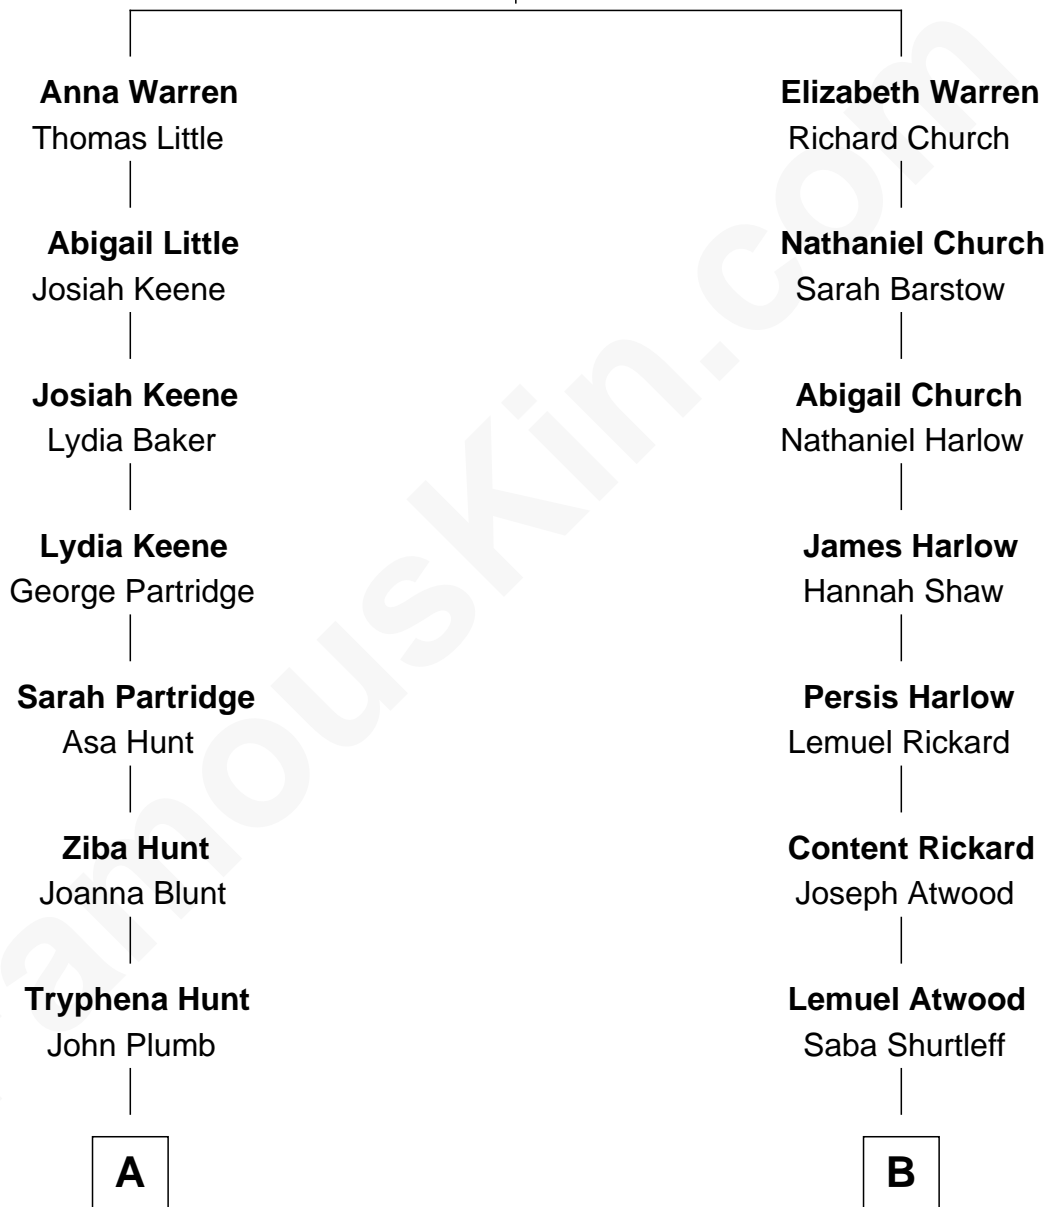 Anna Warren
Thomas Little
Abigail Little
Josiah Keene
Josiah Keene
Lydia Baker
Lydia Keene
George Partridge
Sarah Partridge
Asa Hunt
Ziba Hunt
Joanna Blunt
Tryphena Hunt
John Plumb
A
Elizabeth Warren
Richard Church
Nathaniel Church
Sarah Barstow
Abigail Church
Nathaniel Harlow
James Harlow
Hannah Shaw
Persis Harlow
Lemuel Rickard
Content Rickard
Joseph Atwood
Lemuel Atwood
Saba Shurtleff
B
amouskin.com